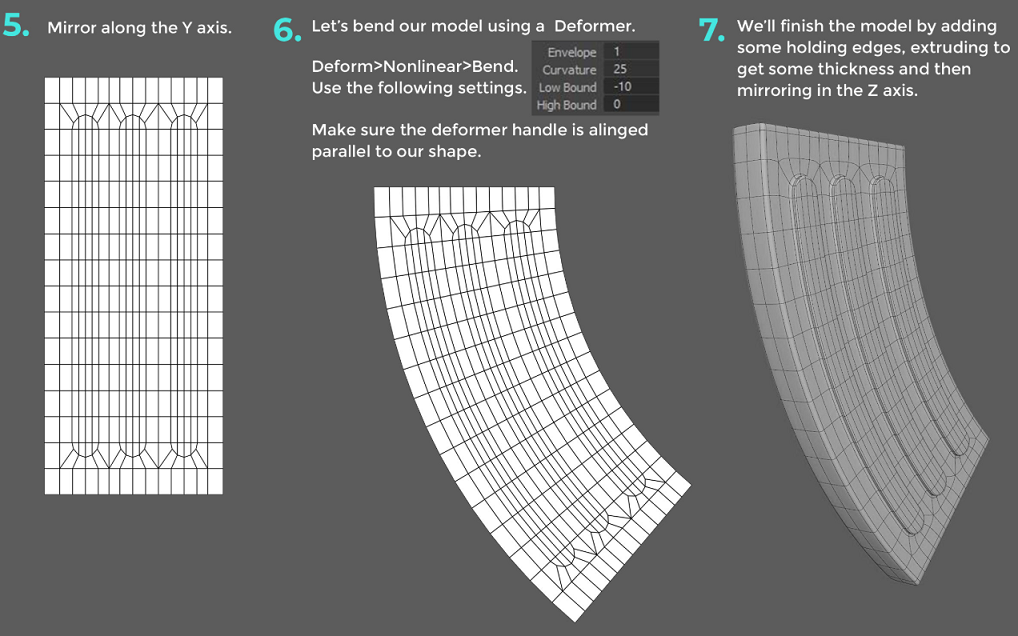 5. Mirror along the Y axis.
6. Let's bend our model using a Deformer.
Deform>Nonlinear>Bend.
Use the following settings.
Envelope 1
Curvature 25
Low Bound -10
High Bound 0
Make sure the deformer handle is alinged
parallel to our shape.
7. We'll finish the model by adding
some holding edges, extruding to
get some thickness and then
mirroring in the Z axis.